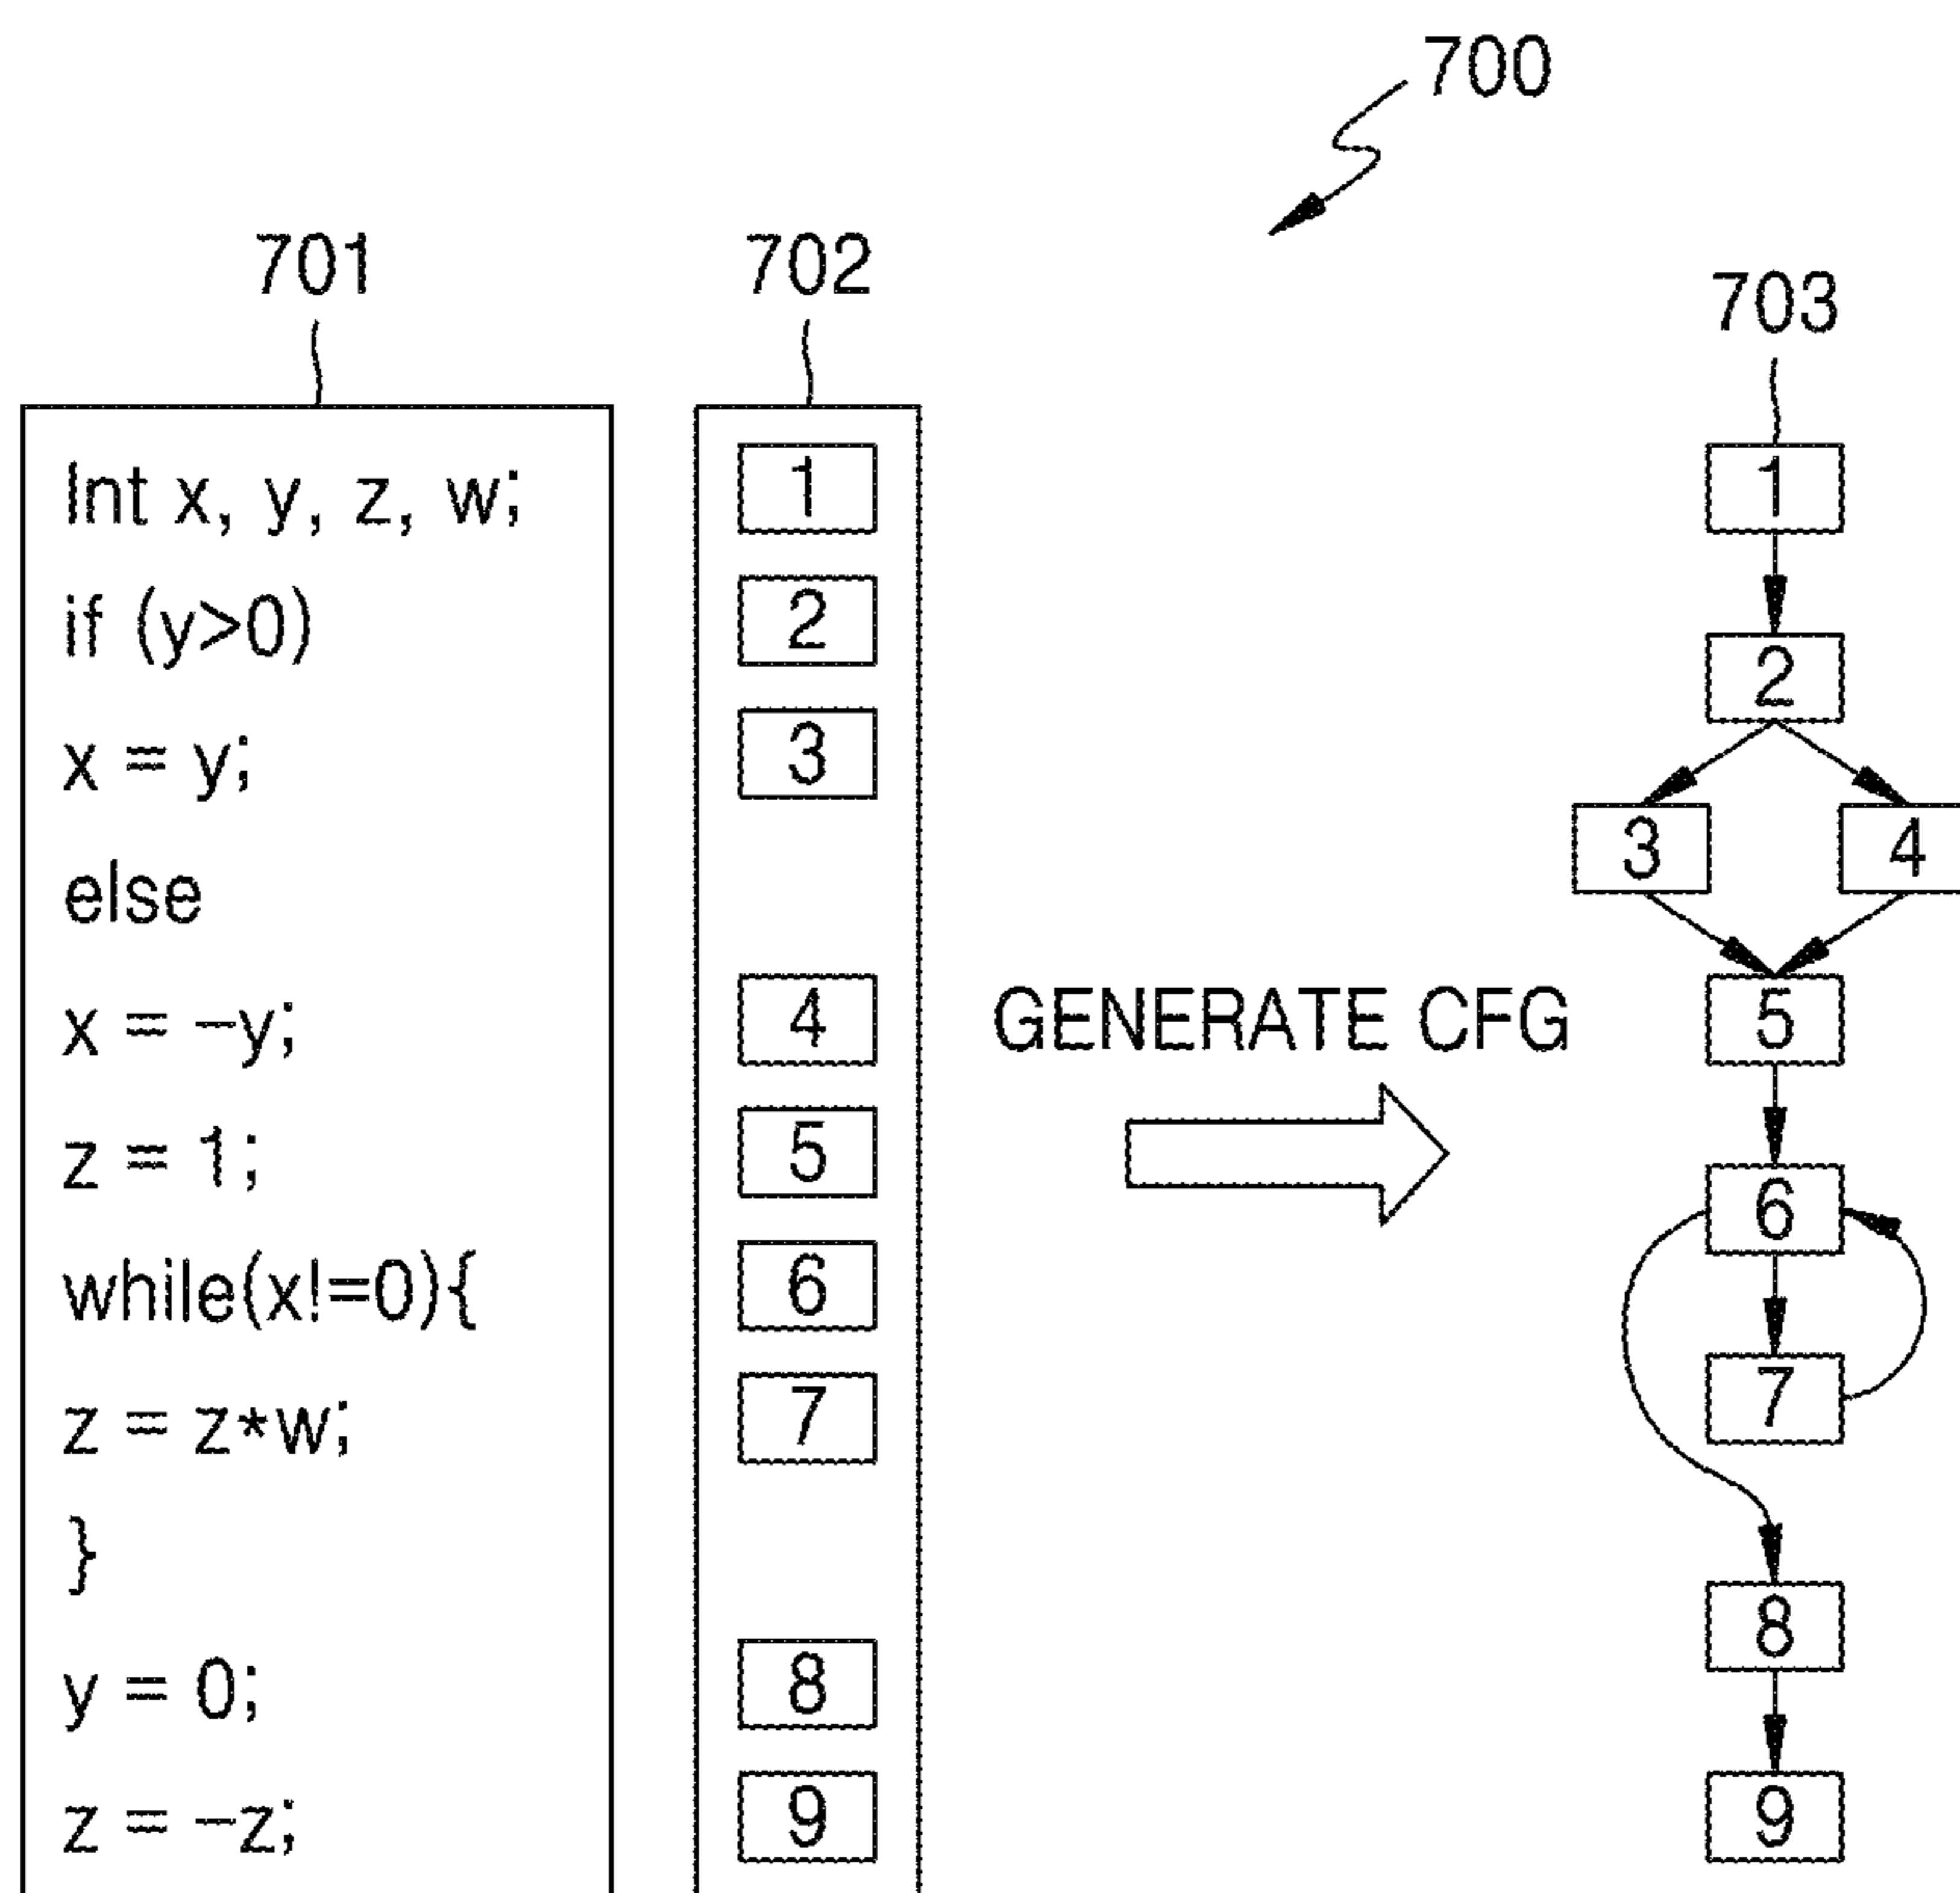 700
701
702
703
Int x, y, z, w;
if (y>0)
x = y;
else
x = -y;
z = 1;
while(x!=0){
z = z*w;
}
y = 0;
z = -z;
1
2
3
4
5
6
7
8
9
GENERATE CFG
1
2
3 4
5
6
7
8
9